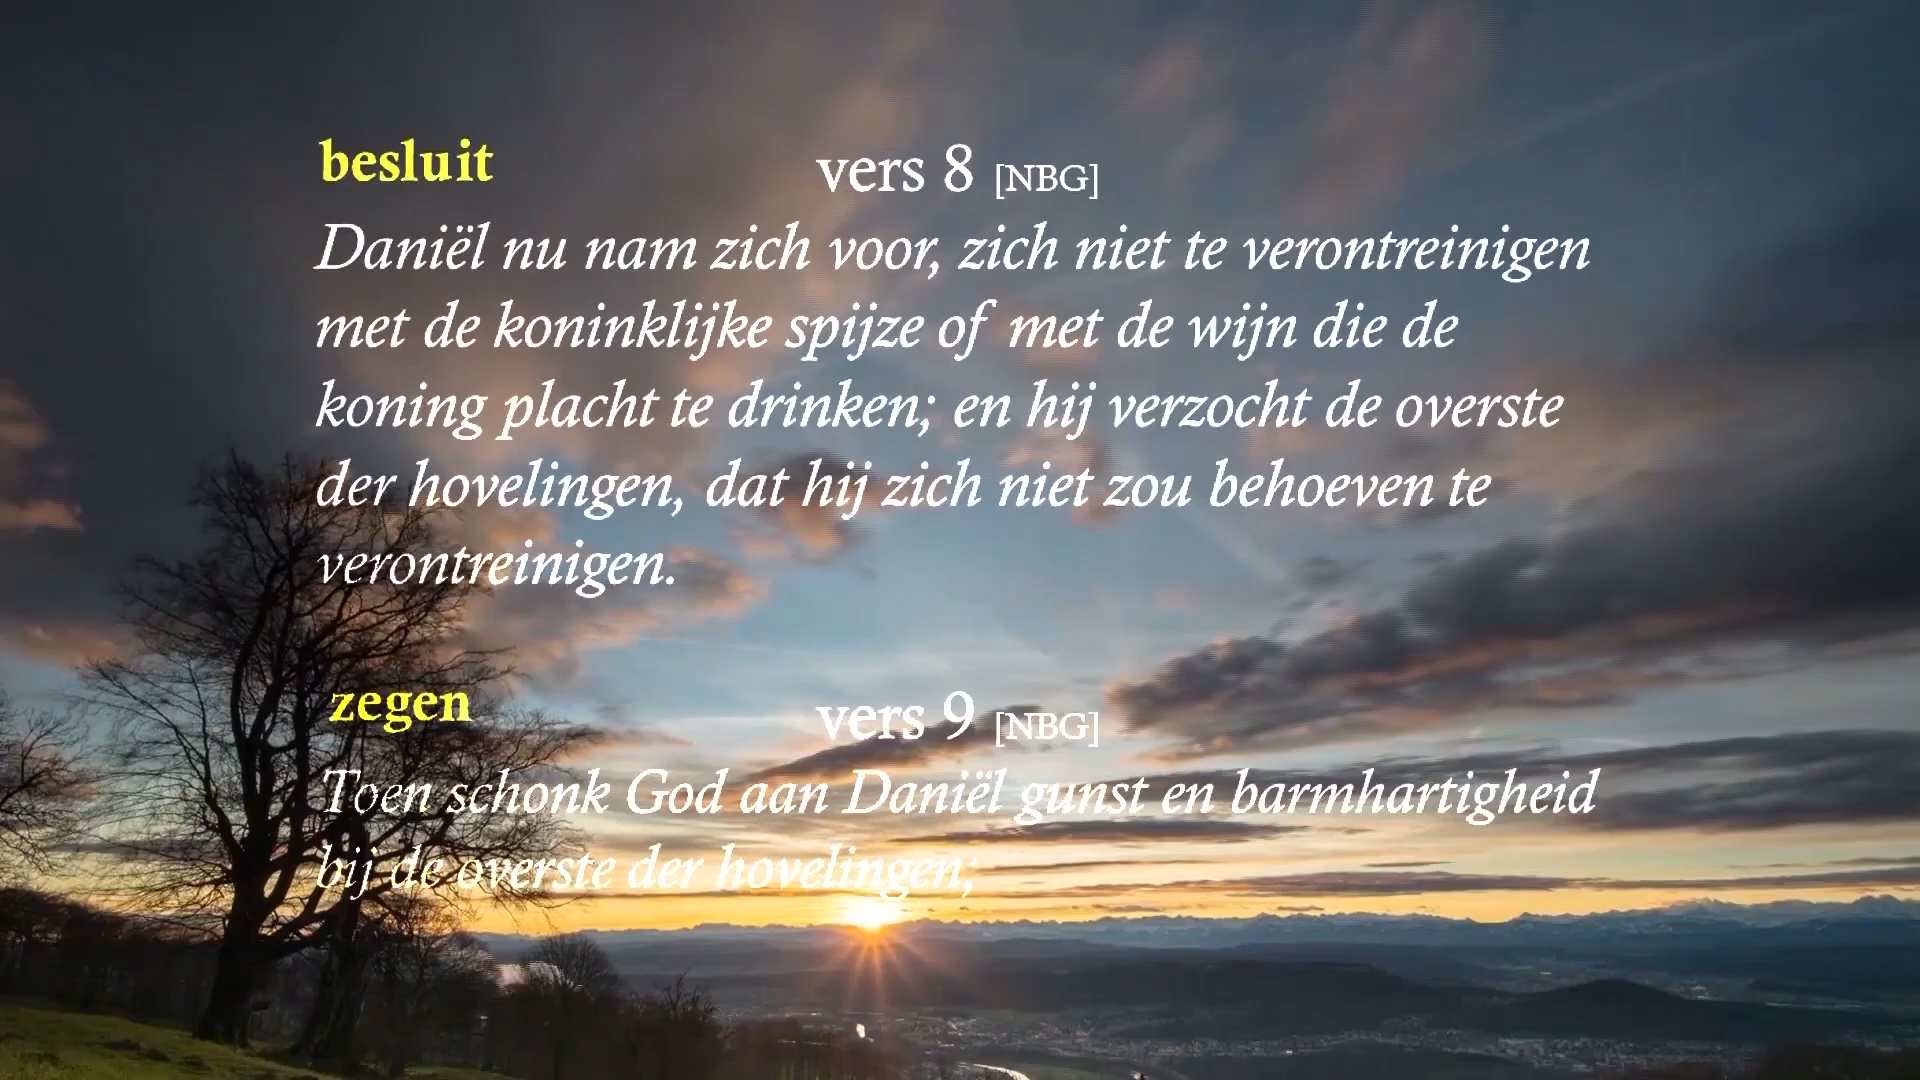 besluit vers 8 [NBG]
Daniël nu nam zich voor, zich niet te verontreinigen
met de koninklijke spijze of met de wijn die de
koning placht te drinken; en hij verzocht de overste
der hovelingen, dat hij zich niet zou behoeven te
verontreinigen.
zegen vers 9 [NBG]
Toen schonk God aan Daniël gunst en barmhartigheid
bij de overste der hovelingen;